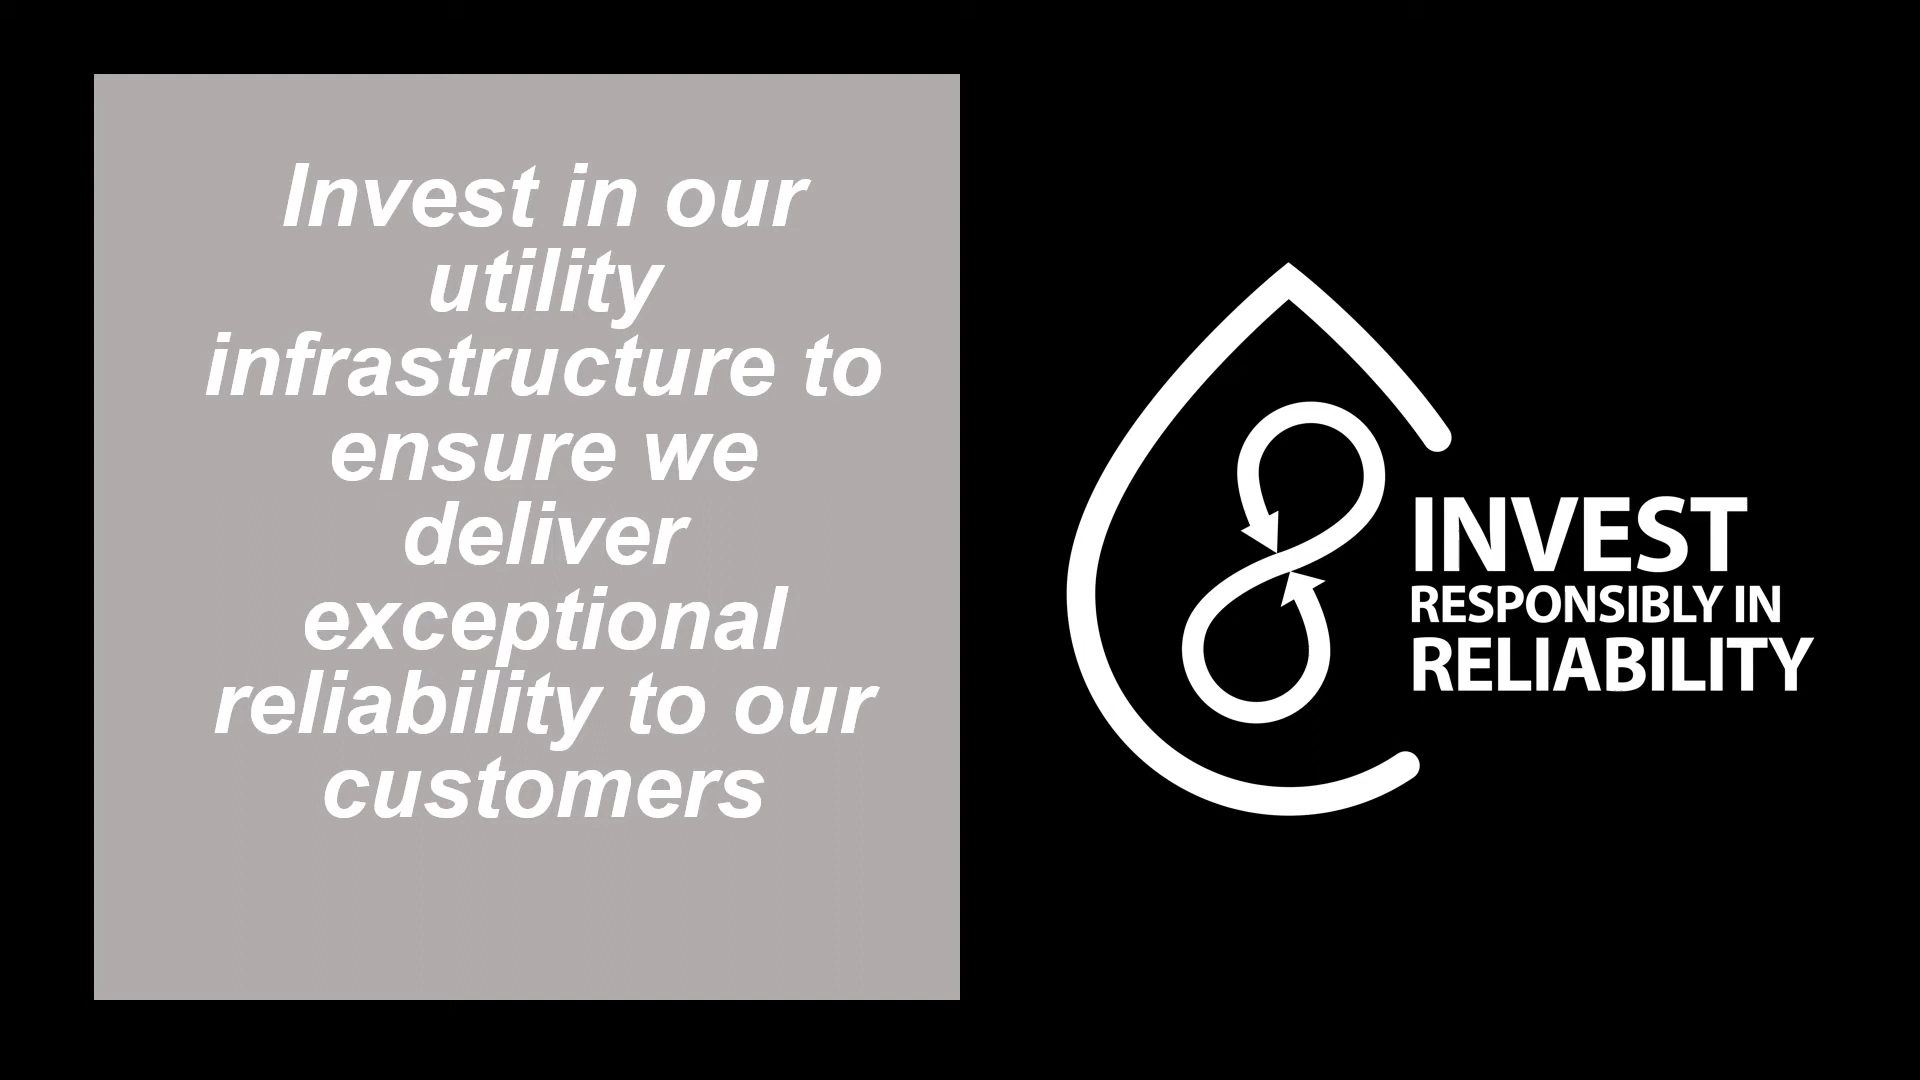 Invest in our
utility
infrastructure to
ensure we
deliver
exceptional
reliability to our
customers
INVEST
RESPONSIBLY IN
RELIABILITY